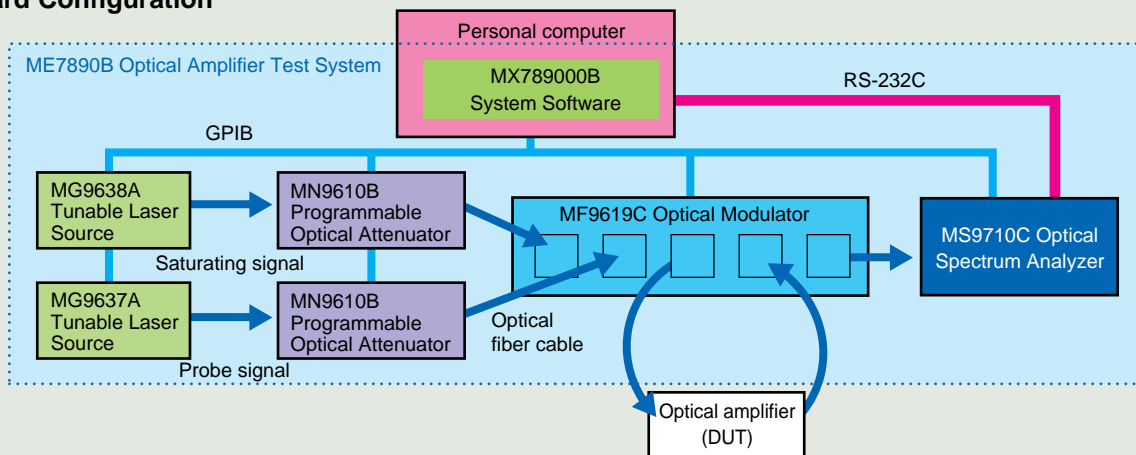 Configuration
Personal computer
ME7890B Optical Amplifier Test System
MX789000B
System Software
RS-232C
GPIB
MG9638A
Tunable Laser
Source
MN9610B
Programmable
Optical Attenuator
MF9619C Optical Modulator
MS9710C Optical
Spectrum Analyzer
Saturating signal
MG9637A
Tunable Laser
Source
MN9610B
Programmable
Optical Attenuator
Optical
fiber cable
Probe signal
Optical amplifier
(DUT)